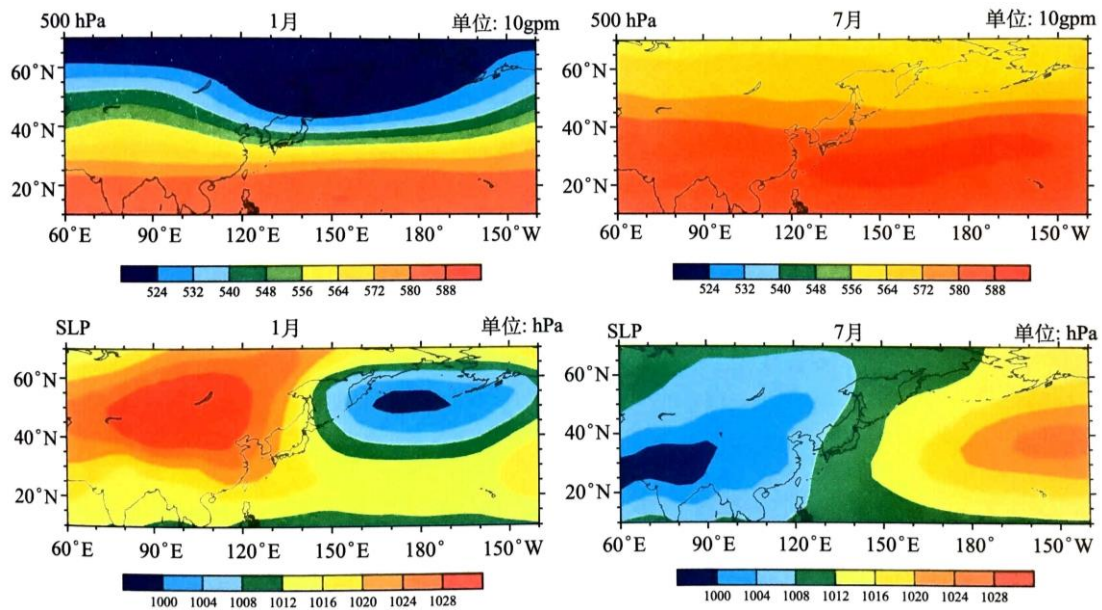 500 hPa 1月 单位: 10gpm
60°N
40°N
20°N
60°E 90°E 120°E 150°E 180° 150°W
524 532 540 548 556 564 572 580 588
500 hPa 7月 单位: 10gpm
60°N
40°N
20°N
60°E 90°E 120°E 150°E 180° 150°W
524 532 540 548 556 564 572 580 588
SLP 1月 单位: hPa
60°N
40°N
20°N
60°E 90°E 120°E 150°E 180° 150°W
1000 1004 1008 1012 1016 1020 1024 1028
SLP 7月 单位: hPa
60°N
40°N
20°N
60°E 90°E 120°E 150°E 180° 150°W
1000 1004 1008 1012 1016 1020 1024 1028